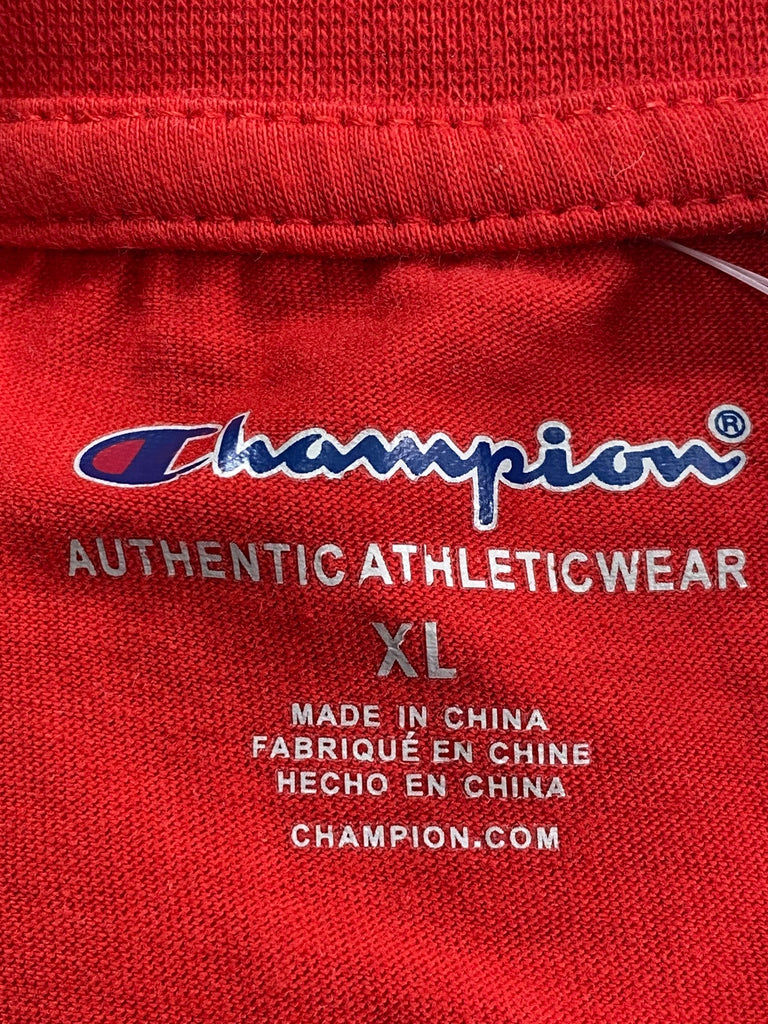 Champion®
AUTHENTIC ATHLETICWEAR
XL
MADE IN CHINA
FABRIQUÉ EN CHINE
HECHO EN CHINA
CHAMPION.COM